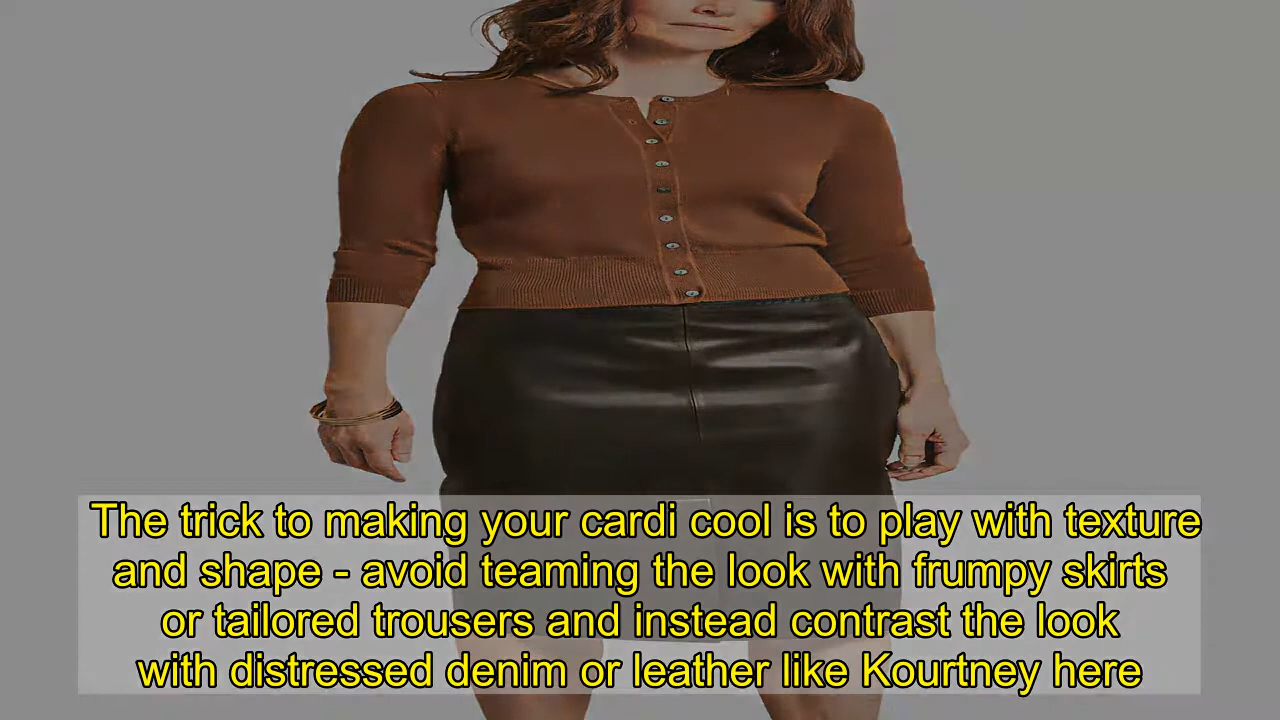 The trick to making your cardi cool is to play with texture
and shape - avoid teaming the look with frumpy skirts
or tailored trousers and instead contrast the look
with distressed denim or leather like Kourtney here